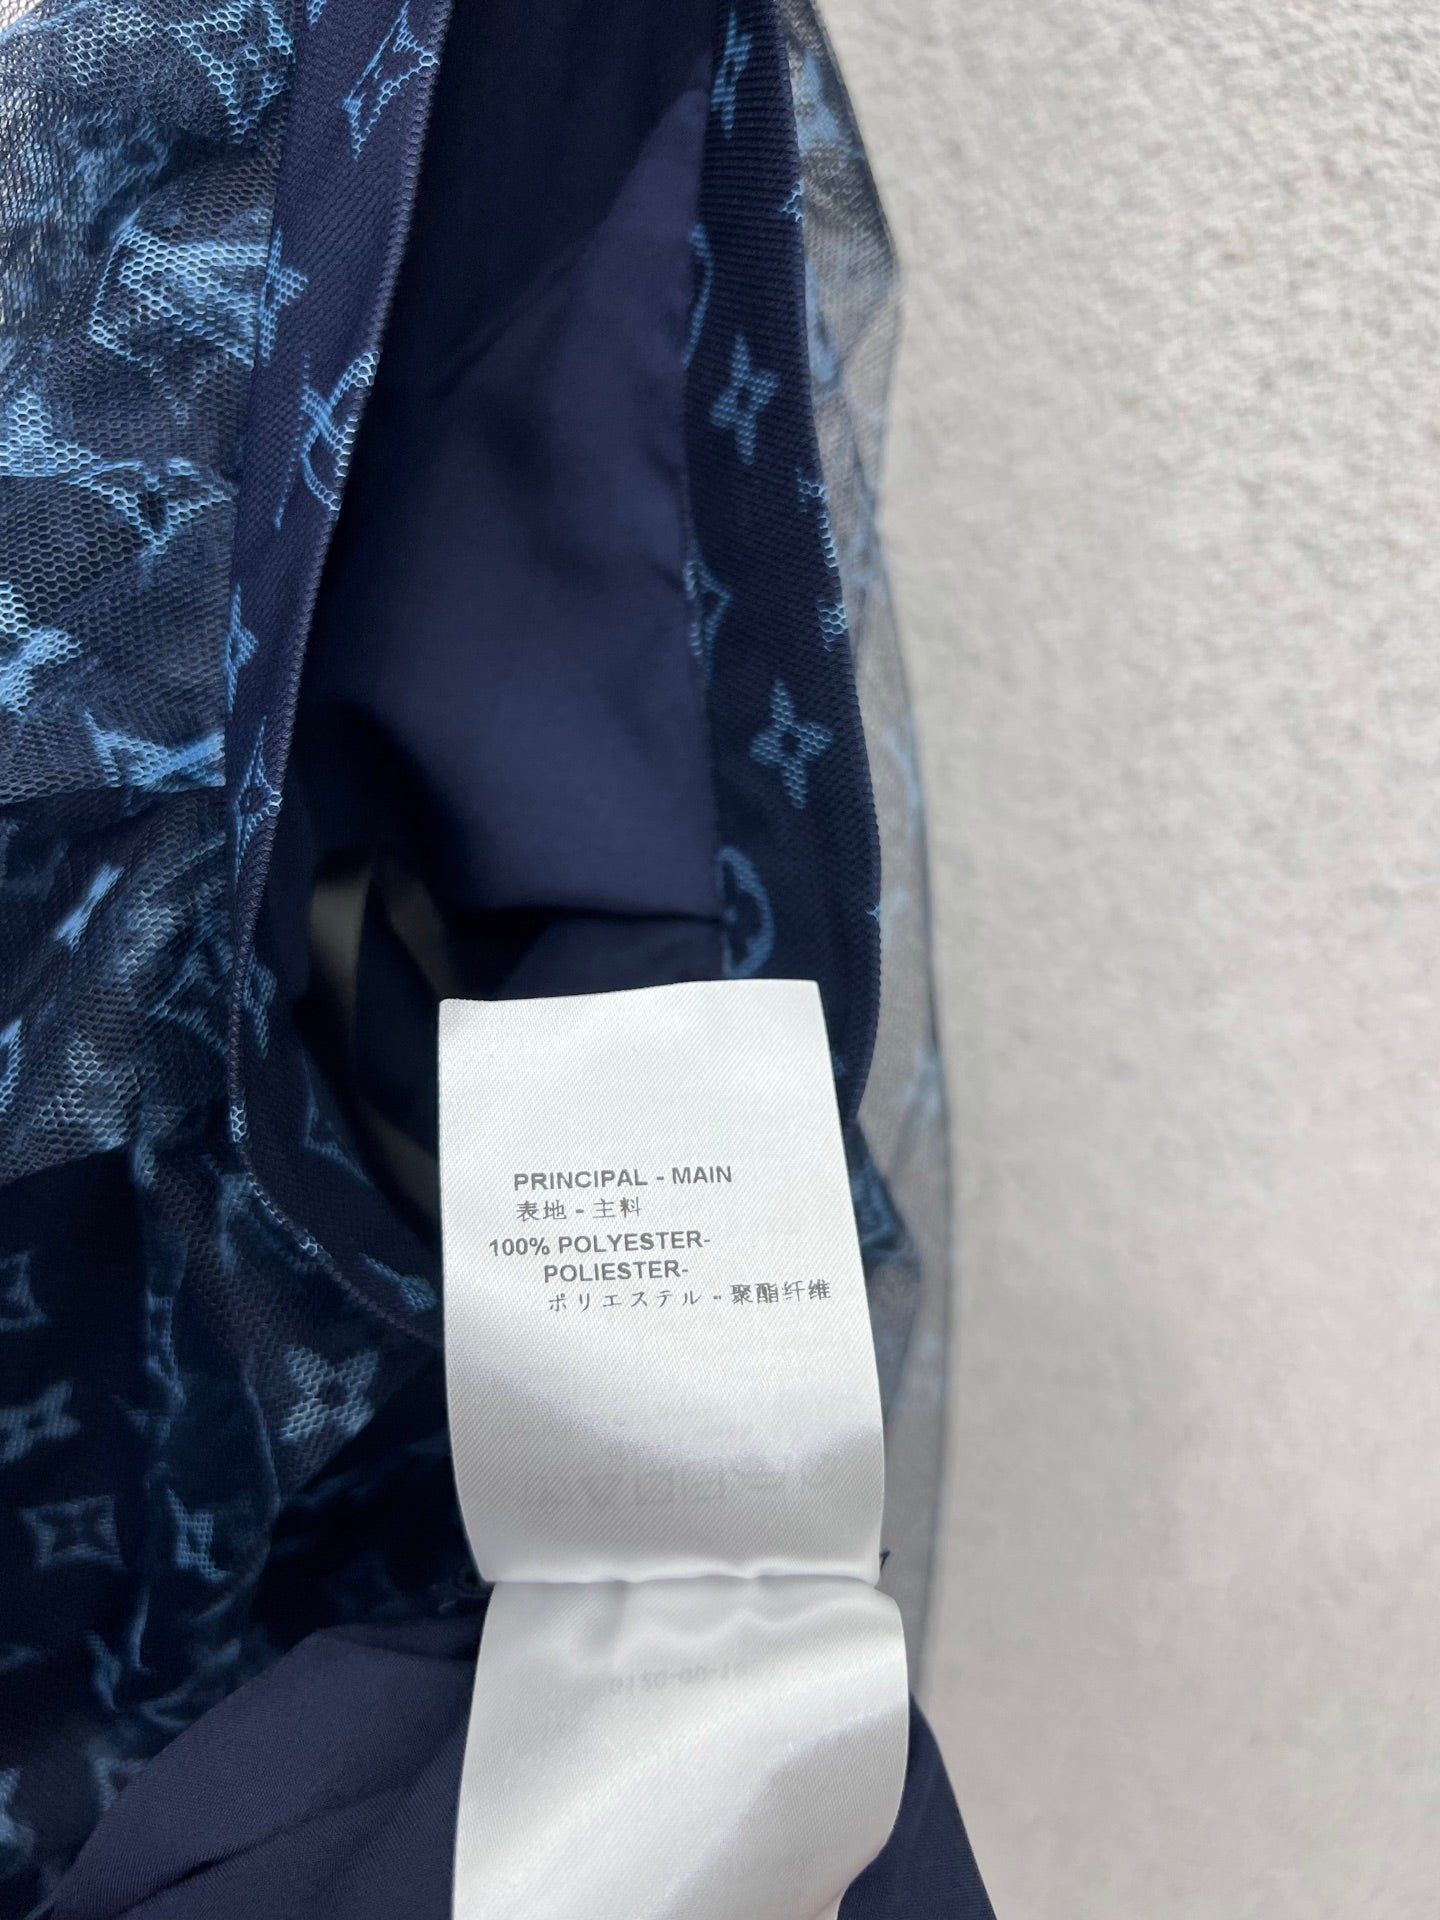 PRINCIPAL - MAIN
表地 - 主料
100% POLYESTER-
POLIESTER-
ポリエステル - 聚酯纤维